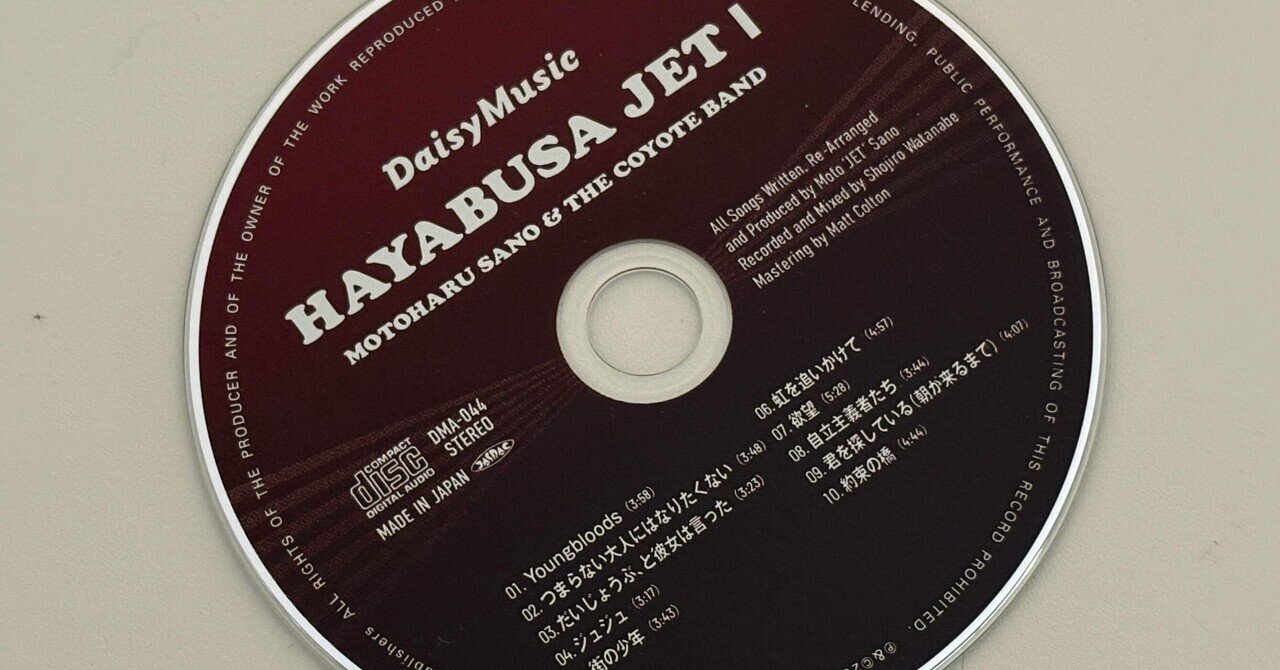 ALL RIGHTS OF THE PRODUCER AND OF THE OWNER OF THE WORK REPRODUCED
LENDING, PUBLIC PERFORMANCE AND BROADCASTING OF THIS RECORD PROHIBITED.
DaisyMusic
HAYABUSA JET I
MOTOHARU SANO & THE COYOTE BAND
All Songs Written, Re-Arranged
and Produced by Moto 'JET' Sano
Recorded and Mixed by Shojiro Watanabe
Mastering by Matt Colton
COMPACT
disc
DIGITAL AUDIO
DMA-044
STEREO
MADE IN JAPAN
JASRAC
01. Youngbloods (3:58)
02. つまらない大人にはなりたくない (3:48)
03. だいじょうぶ、と彼女は言った (3:23)
04. ジュジュ (3:17)
街の少年 (3:43)
06. 虹を追いかけて (4:57)
07. 欲望 (5:28)
08. 自立主義者たち (3:44)
09. 君を探している (朝が来るまで) (4:07)
10. 約束の橋 (4:44)
℗&©